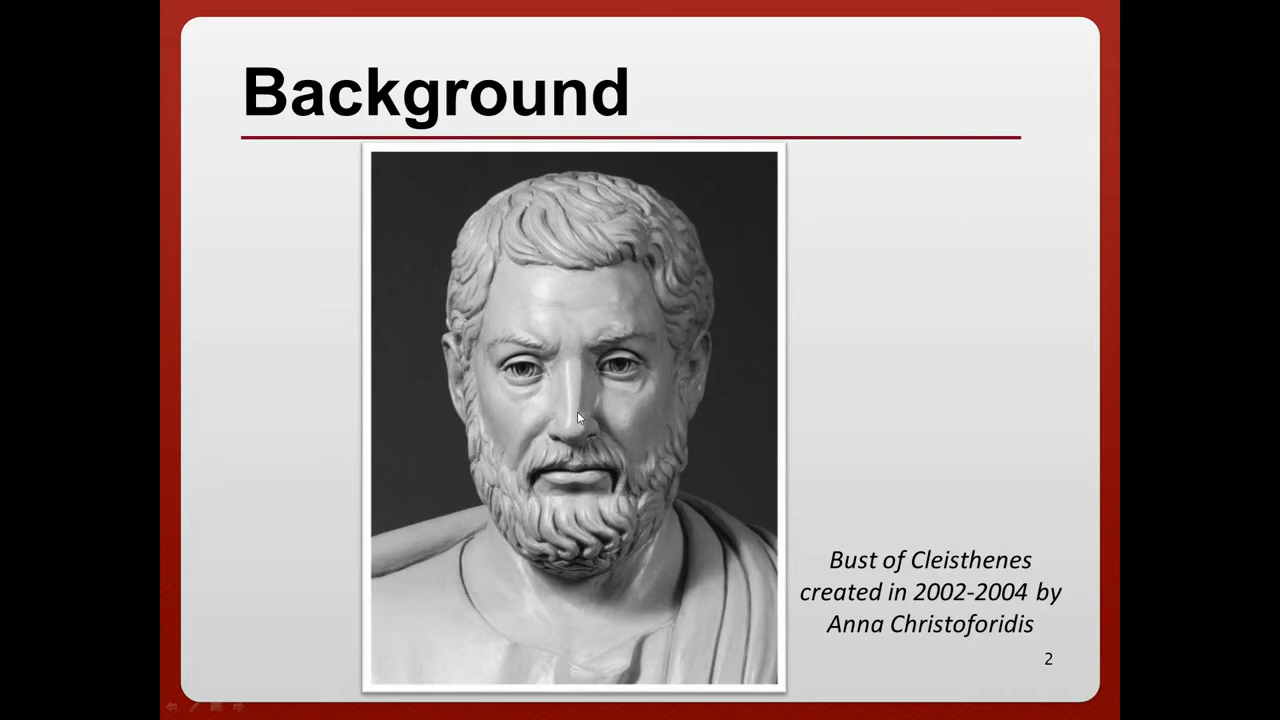 Background
Bust of Cleisthenes
created in 2002-2004 by
Anna Christoforidis
2